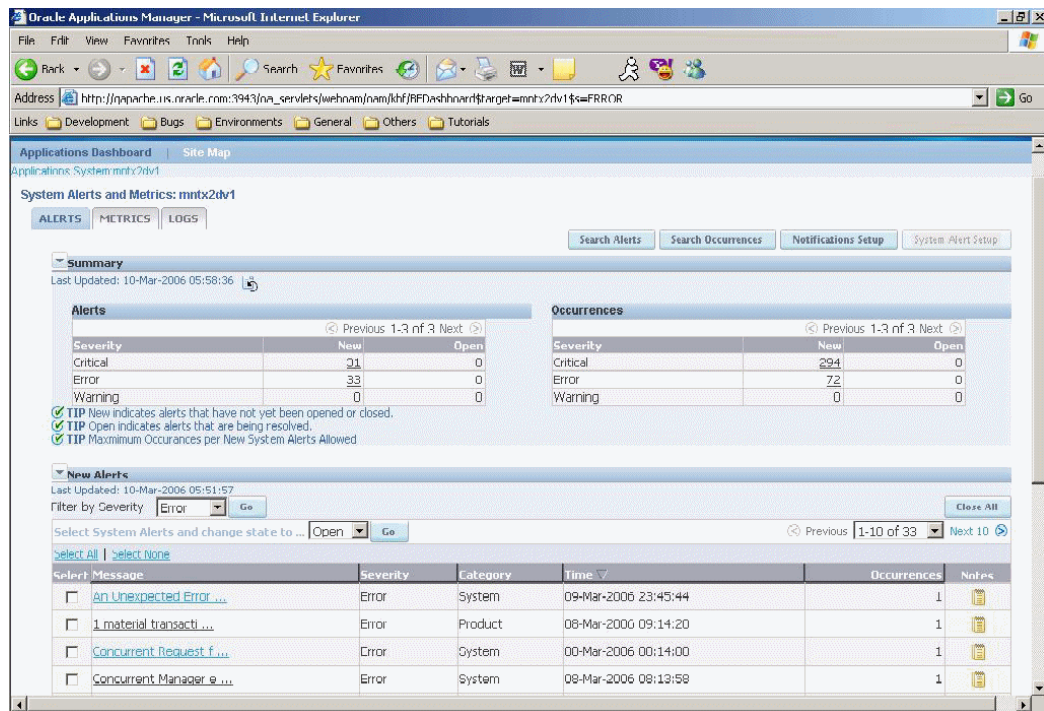 Oracle Applications Manager - Microsoft Internet Explorer
File Edit View Favorites Tools Help
Back Search Favorites
Address http://qapache.us.oracle.com:3943/oa_servlets/weboam/oam/kbf/BFDashboard$target=mntx2dv1$s=ERROR Go
Links Development Bugs Environments General Others Tutorials
Applications Dashboard | Site Map
Applications System:mntx2dv1
System Alerts and Metrics: mntx2dv1
ALERTS METRICS LOGS
Search Alerts Search Occurrences Notifications Setup System Alert Setup
Summary
Last Updated: 10-Mar-2006 05:58:36
Alerts Occurrences
Previous 1-3 of 3 Next Previous 1-3 of 3 Next
Severity New Open Severity New Open
Critical 0 Critical 294 0
Error 33 0 Error 72 0
Warning 0 0 Warning 0 0
TIP New indicates alerts that have not yet been opened or closed.
TIP Open indicates alerts that are being resolved.
TIP Maxmimum Occurances per New System Alerts Allowed
New Alerts
Last Updated: 10-Mar-2006 05:51:57
Filter by Severity Error Go Close All
Select System Alerts and change state to ... Open Go Previous 1-10 of 33 Next 10
Select All | Select None
Select Message Severity Category Time Occurrences Notes
An Unexpected Error ... Error System 09-Mar-2006 23:45:44 1
1 material transacti ... Error Product 08-Mar-2006 09:14:20 1
Concurrent Request f ... Error System 1
Concurrent Manager e ... Error System 08-Mar-2006 08:13:58 1